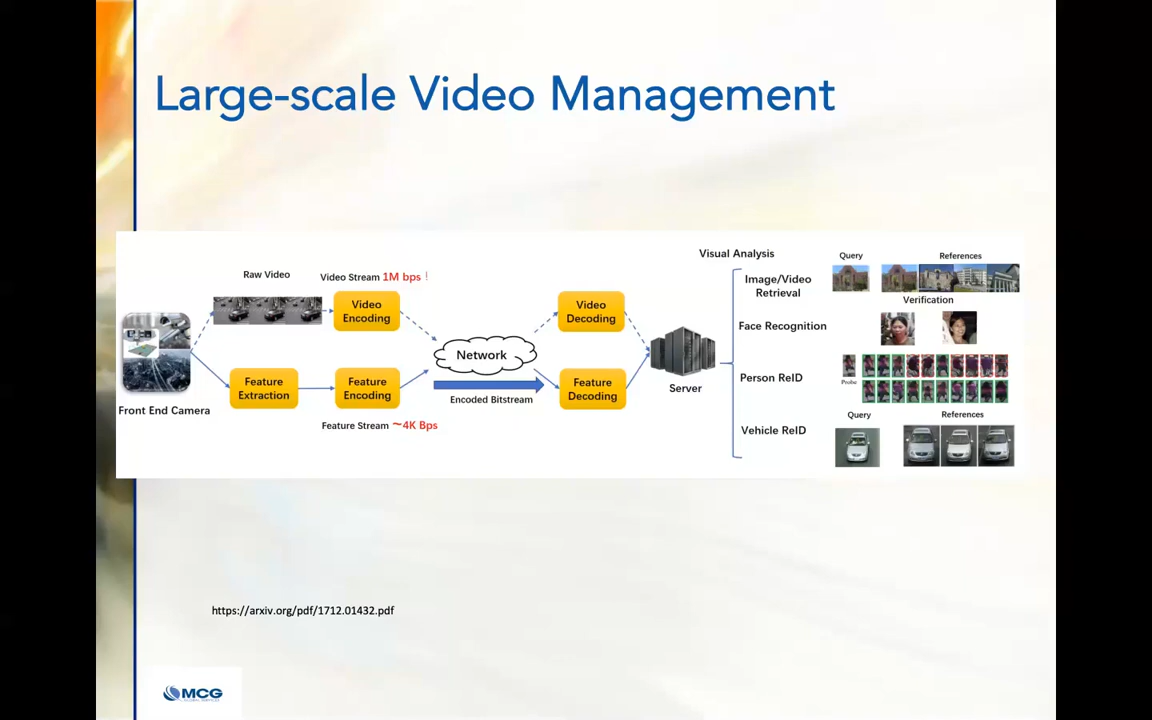 Large-scale Video Management
Raw Video
Video Stream 1M bps !
Video
Encoding
Feature
Extraction
Feature
Encoding
Feature Stream ~4K Bps
Front End Camera
Network
Encoded Bitstream
Video
Decoding
Feature
Decoding
Server
Visual Analysis
Image/Video
Retrieval
Face Recognition
Person ReID
Vehicle ReID
Query
References
Verification
Probe
Query
References
https://arxiv.org/pdf/1712.01432.pdf
MCG